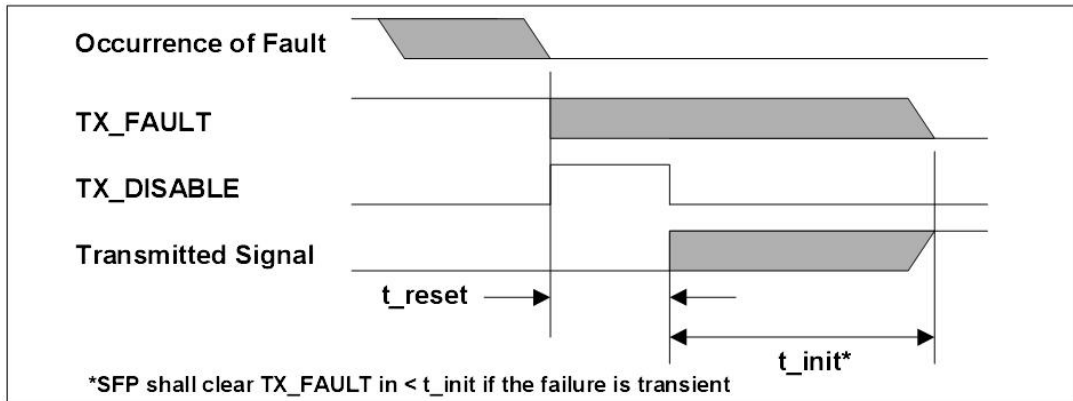 Occurrence of Fault
TX_FAULT
TX_DISABLE
Transmitted Signal
t_reset
t_init*
*SFP shall clear TX_FAULT in < t_init if the failure is transient